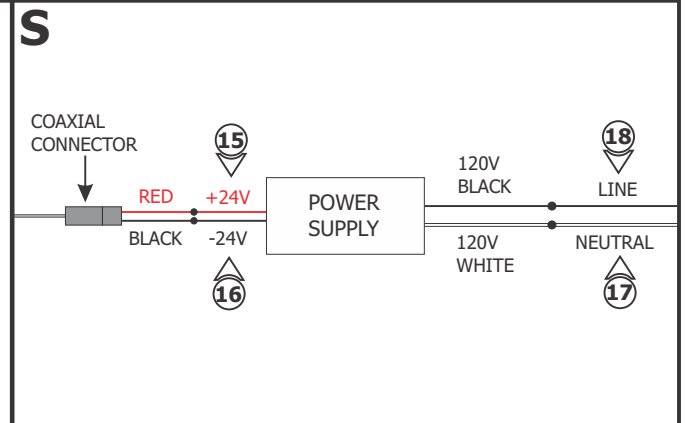 S
COAXIAL
CONNECTOR
15
18
RED
+24V
BLACK
-24V
16
POWER
SUPPLY
120V
BLACK
LINE
120V
WHITE
NEUTRAL
17